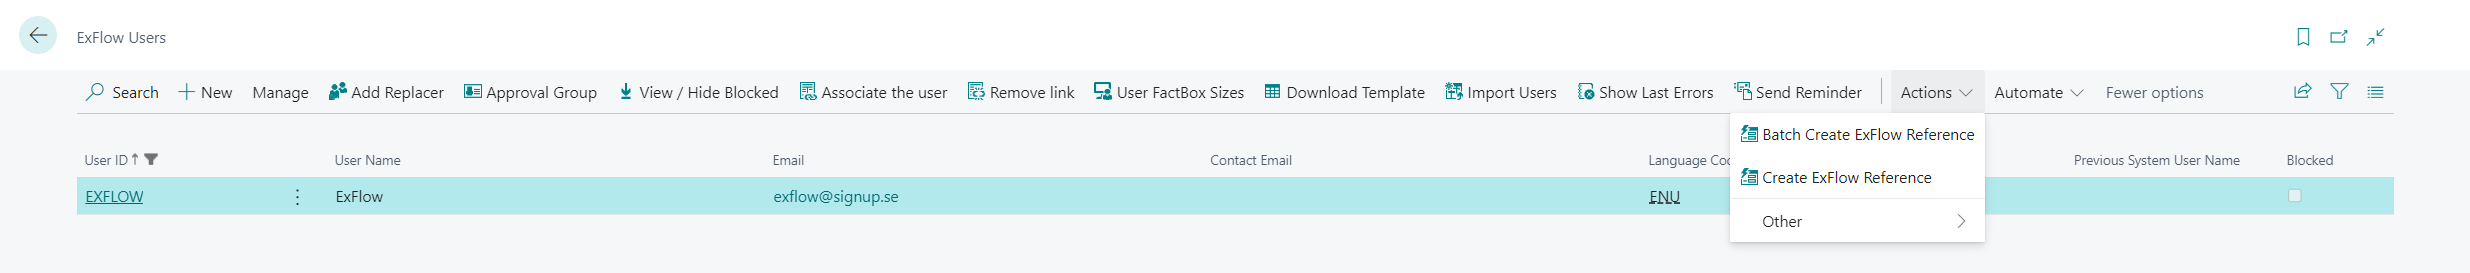 ExFlow Users
Search New Manage Add Replacer Approval Group View / Hide Blocked Associate the user Remove link User FactBox Sizes Download Template Import Users Show Last Errors Send Reminder Actions Automate Fewer options
Batch Create ExFlow Reference
Create ExFlow Reference
Other
User ID User Name Email Contact Email Language Previous System User Name Blocked
EXFLOW ExFlow exflow@signup.se ENU